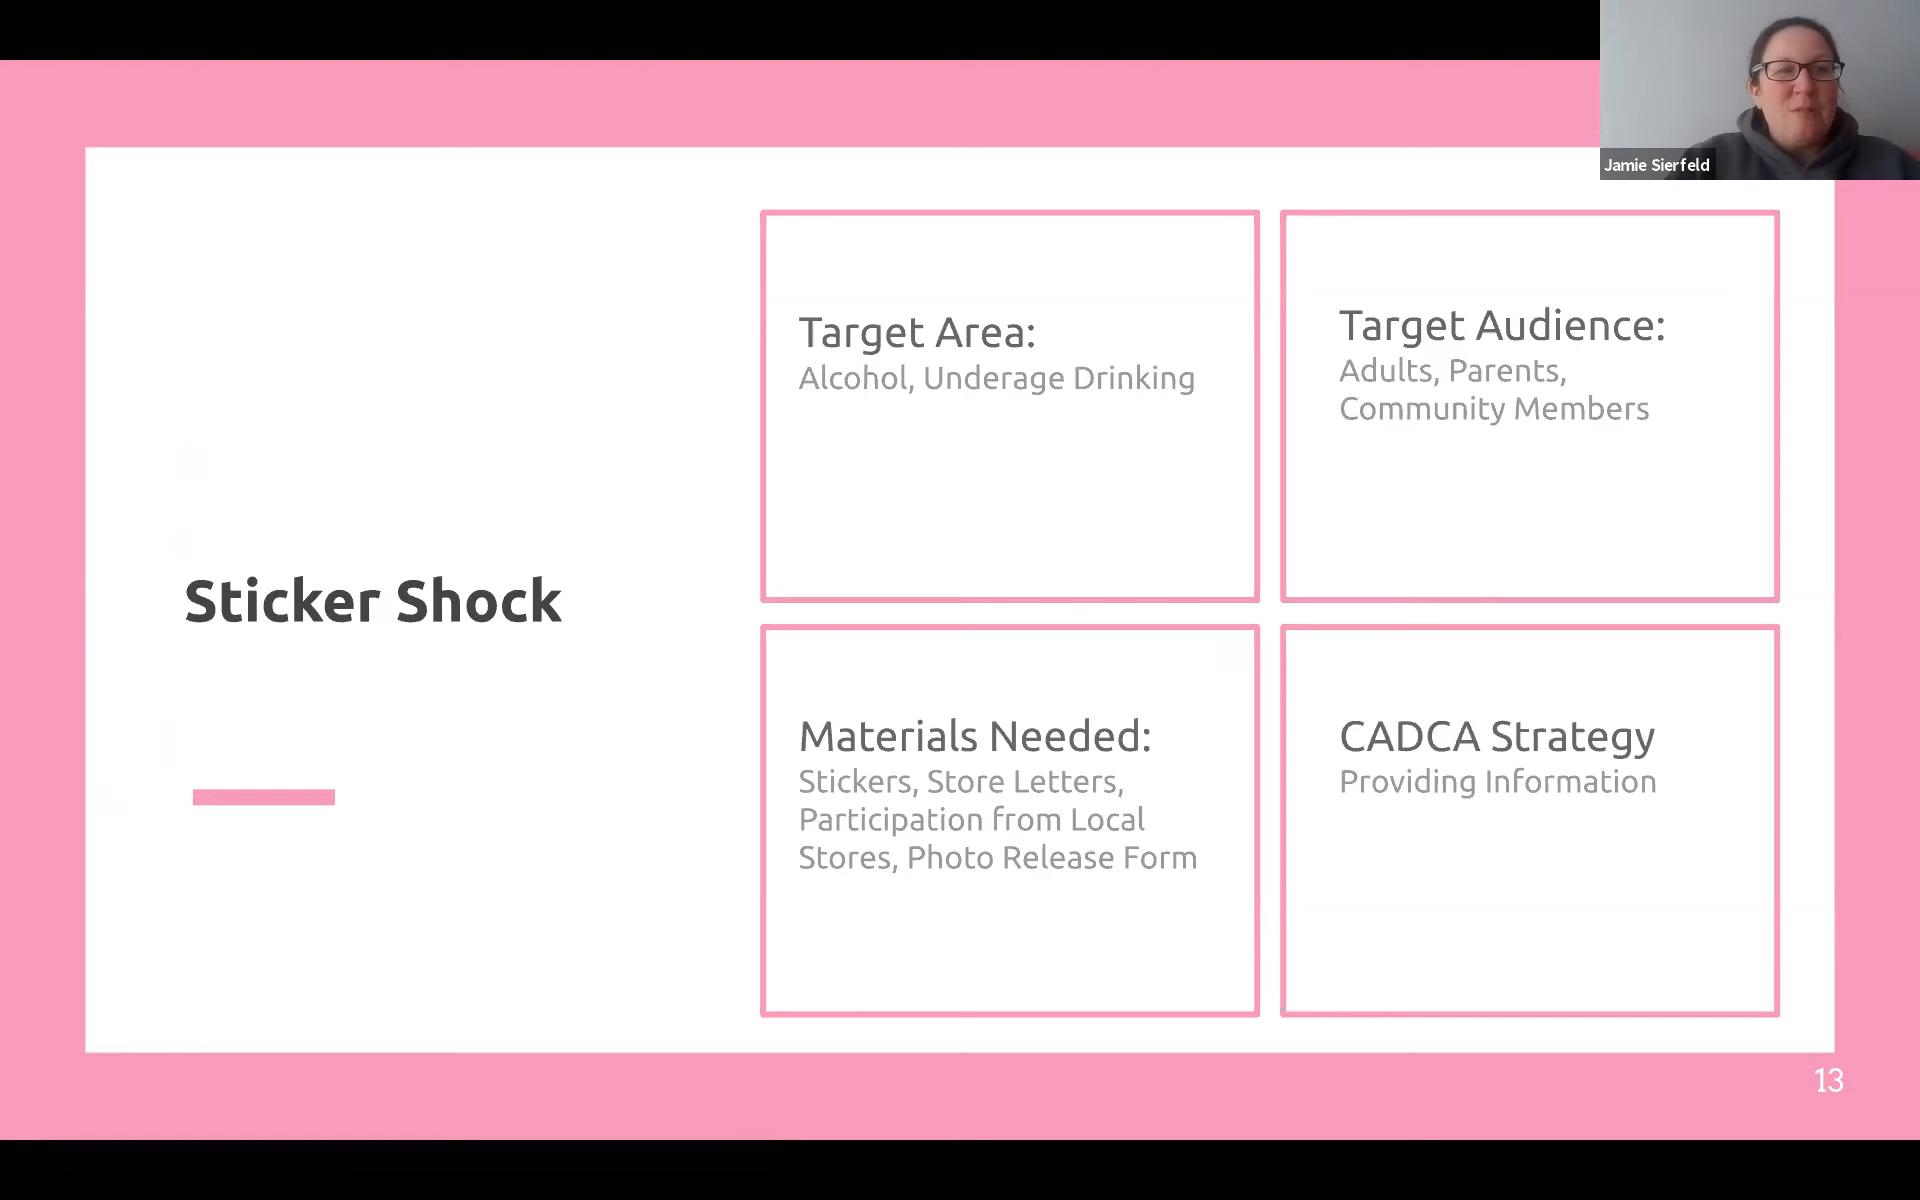 Jamie Sierfeld
Sticker Shock
Target Area:
Alcohol, Underage Drinking
Target Audience:
Adults, Parents,
Community Members
Materials Needed:
Stickers, Store Letters,
Participation from Local
Stores, Photo Release Form
CADCA Strategy
Providing Information
13